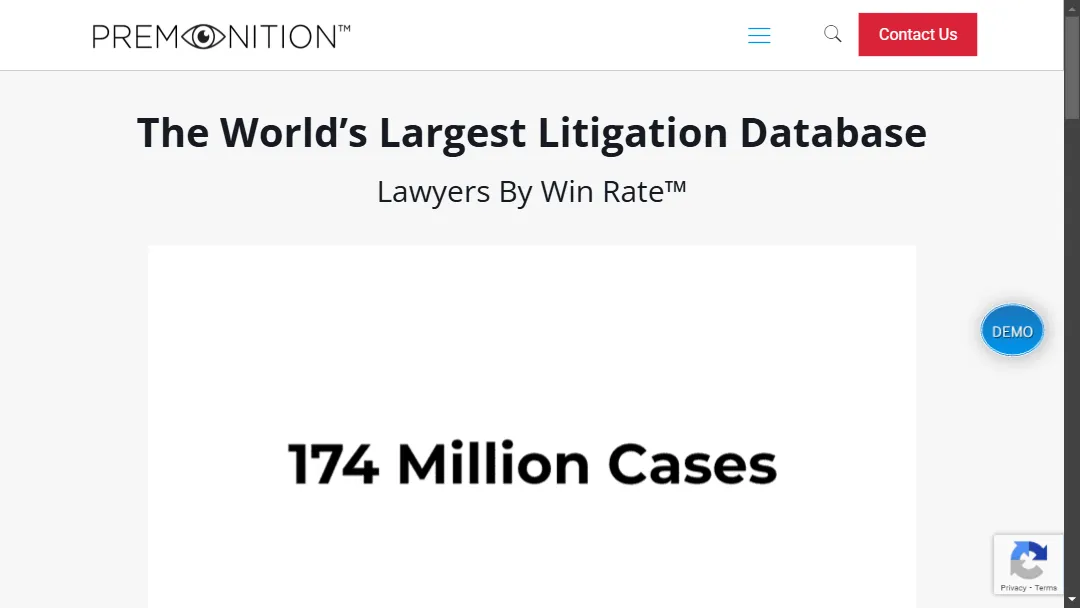 PREMONITION™
Contact Us
The World’s Largest Litigation Database
Lawyers By Win Rate™
DEMO
174 Million Cases
Privacy - Terms